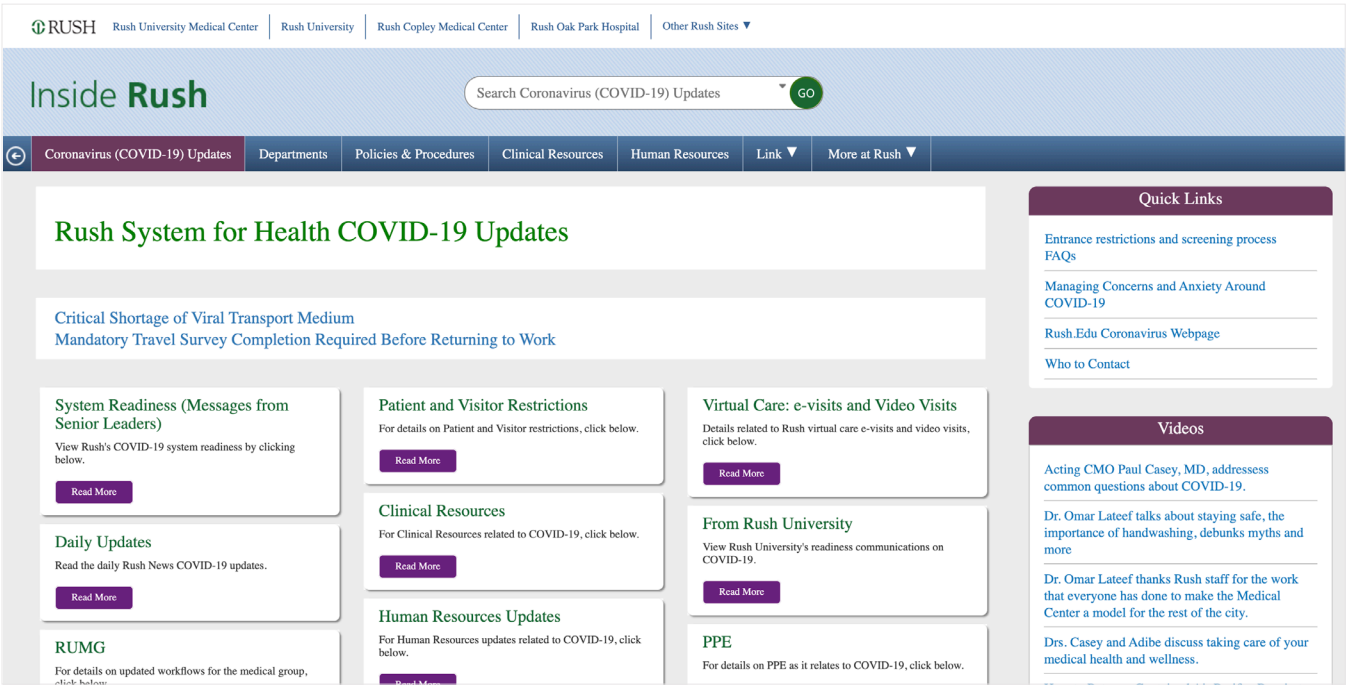 RUSH
Rush University Medical Center
Rush University
Rush Copley Medical Center
Rush Oak Park Hospital
Other Rush Sites ▼
Inside Rush
Search Coronavirus (COVID-19) Updates
GO
Coronavirus (COVID-19) Updates
Departments
Policies & Procedures
Clinical Resources
Human Resources
Link ▼
More at Rush ▼
Rush System for Health COVID-19 Updates
Critical Shortage of Viral Transport Medium
Mandatory Travel Survey Completion Required Before Returning to Work
System Readiness (Messages from
Senior Leaders)
View Rush's COVID-19 system readiness by clicking
below.
Read More
Daily Updates
Read the daily Rush News COVID-19 updates.
Read More
RUMG
For details on updated workflows for the medical group,
click below
Patient and Visitor Restrictions
For details on Patient and Visitor restrictions, click below.
Read More
Clinical Resources
For Clinical Resources related to COVID-19, click below.
Read More
Human Resources Updates
For Human Resources updates related to COVID-19, click
below.
Read More
Virtual Care: e-visits and Video Visits
Details related to Rush virtual care e-visits and video visits,
click below.
Read More
From Rush University
View Rush University's readiness communications on
COVID-19.
Read More
PPE
For details on PPE as it relates to COVID-19, click below.
Quick Links
Entrance restrictions and screening process
FAQs
Managing Concerns and Anxiety Around
COVID-19
Rush.Edu Coronavirus Webpage
Who to Contact
Videos
Acting CMO Paul Casey, MD, addressess
common questions about COVID-19.
Dr. Omar Lateef talks about staying safe, the
importance of handwashing, debunks myths and
more
Dr. Omar Lateef thanks Rush staff for the work
that everyone has done to make the Medical
Center a model for the rest of the city.
Drs. Casey and Adibe discuss taking care of your
medical health and wellness.